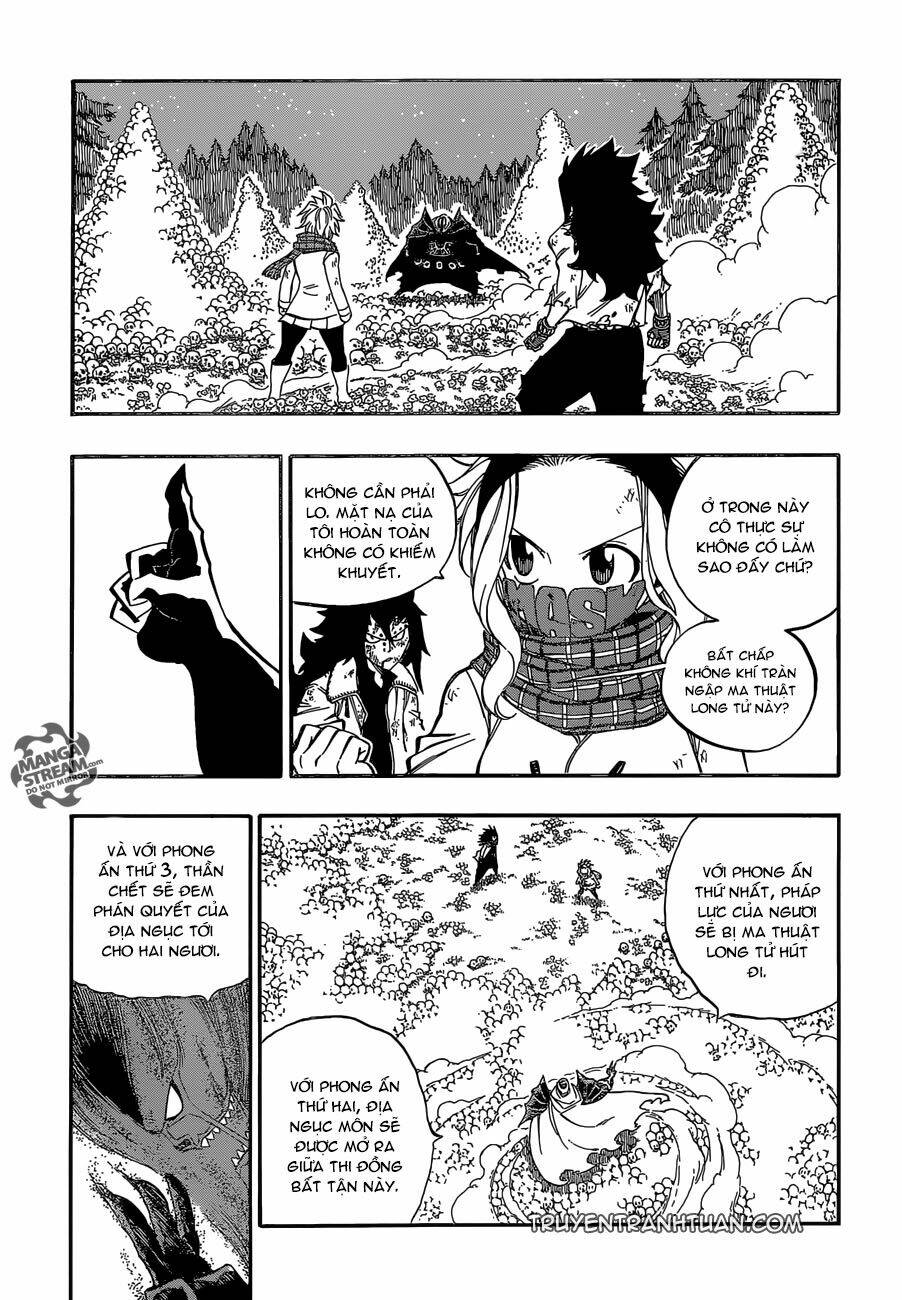 Ở TRONG NÀY
CÔ THỰC SỰ
KHÔNG CÓ LÀM
SAO ĐẤY CHỨ?
BẤT CHẤP
KHÔNG KHÍ TRÀN
NGẬP MA THUẬT
LONG TỬ NÀY?
KHÔNG CẦN PHẢI
LO. MẶT NẠ CỦA
TÔI HOÀN TOÀN
KHÔNG CÓ KHIẾM
KHUYẾT.
MASK
MANGA
STREAM.COM
DO NOT MIRROR
VỚI PHONG ẤN
THỨ NHẤT, PHÁP
LỰC CỦA NGƯƠI
SẼ BỊ MA THUẬT
LONG TỬ HÚT
ĐI.
VỚI PHONG ẤN
THỨ HAI, ĐỊA
NGỤC MÔN SẼ
ĐƯỢC MỞ RA
GIỮA THI ĐỒNG
BẤT TẬN NÀY.
VÀ VỚI PHONG
ẤN THỨ 3, THẦN
CHẾT SẼ ĐEM
PHÁN QUYẾT CỦA
ĐỊA NGỤC TỚI
CHO HAI NGƯƠI.
TRUYENTRANHTUAN.COM